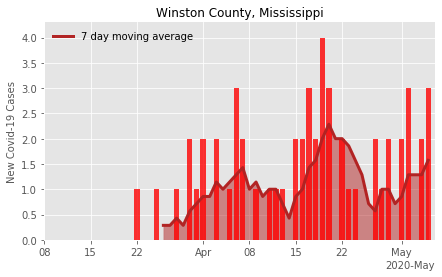 Winston County, Mississippi
7 day moving average
New Covid-19 Cases
4.0
3.5
3.0
2.5
2.0
1.5
1.0
0.5
0.0
08 15 22 Apr 08 15 22 May
2020-May